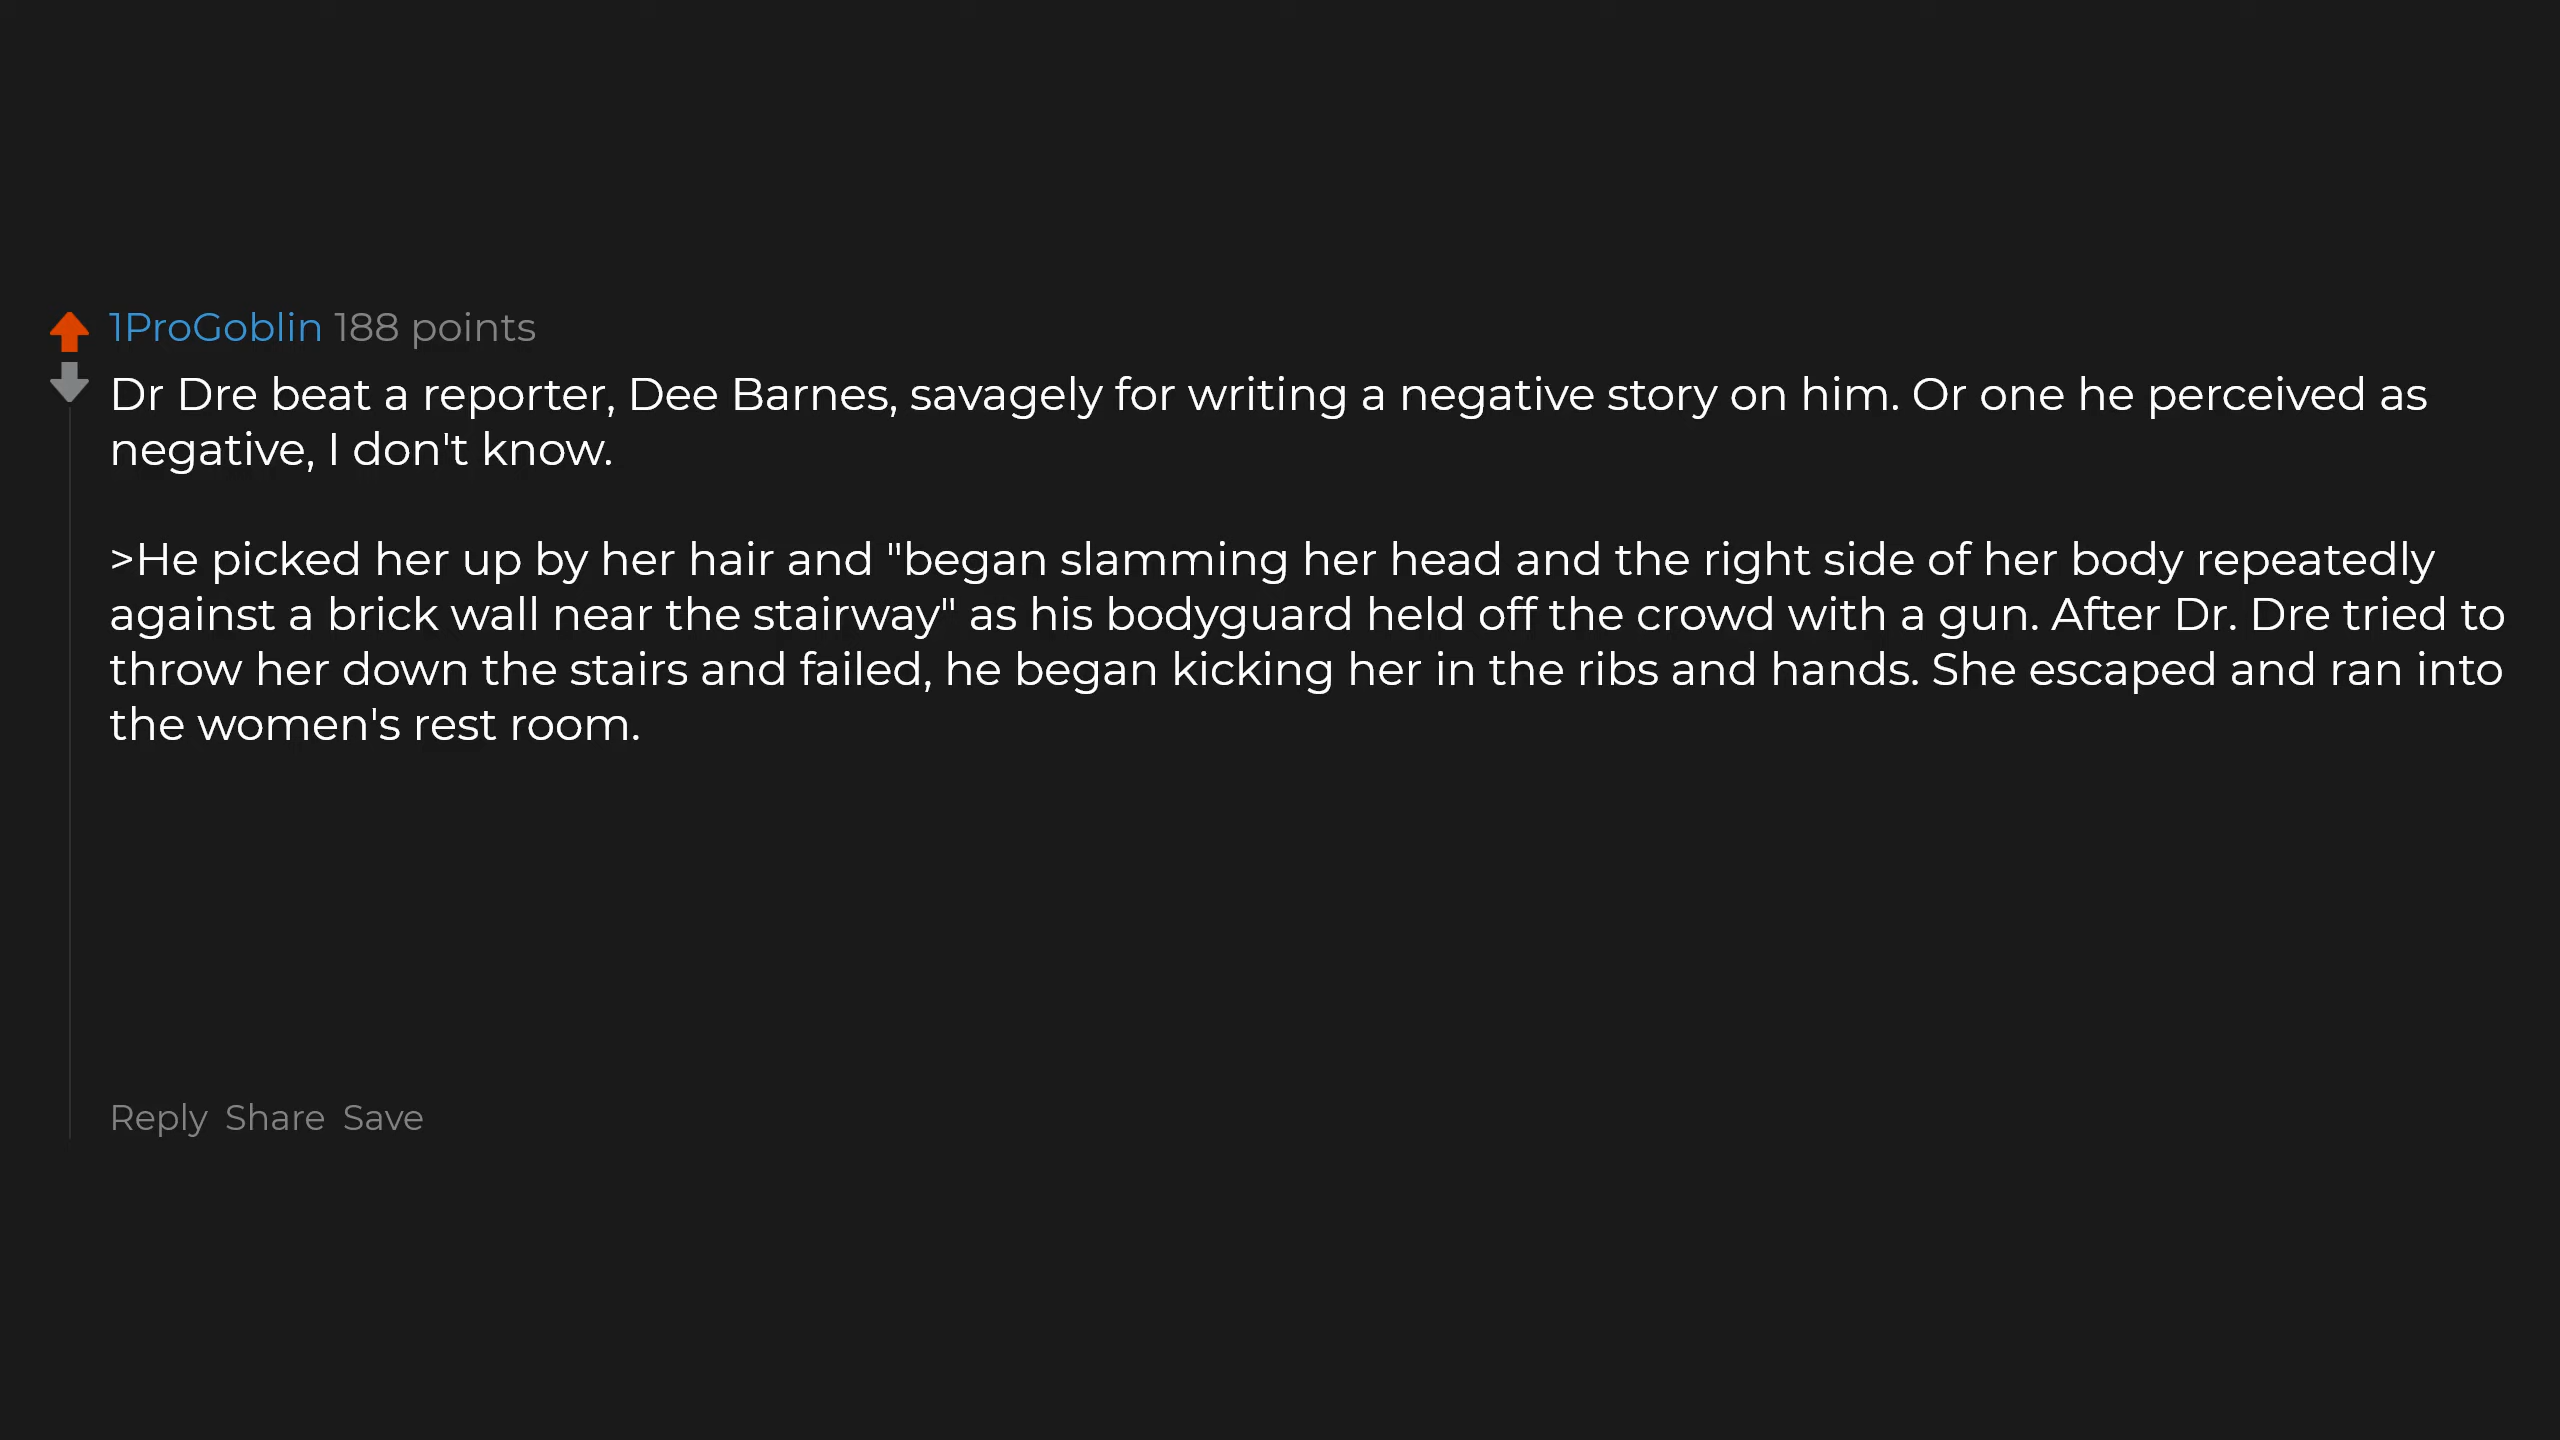 1ProGoblin 188 points
Dr Dre beat a reporter, Dee Barnes, savagely for writing a negative story on him. Or one he perceived as
negative, I don't know.
>He picked her up by her hair and "began slamming her head and the right side of her body repeatedly
against a brick wall near the stairway" as his bodyguard held off the crowd with a gun. After Dr. Dre tried to
throw her down the stairs and failed, he began kicking her in the ribs and hands. She escaped and ran into
the women's rest room.
Reply Share Save